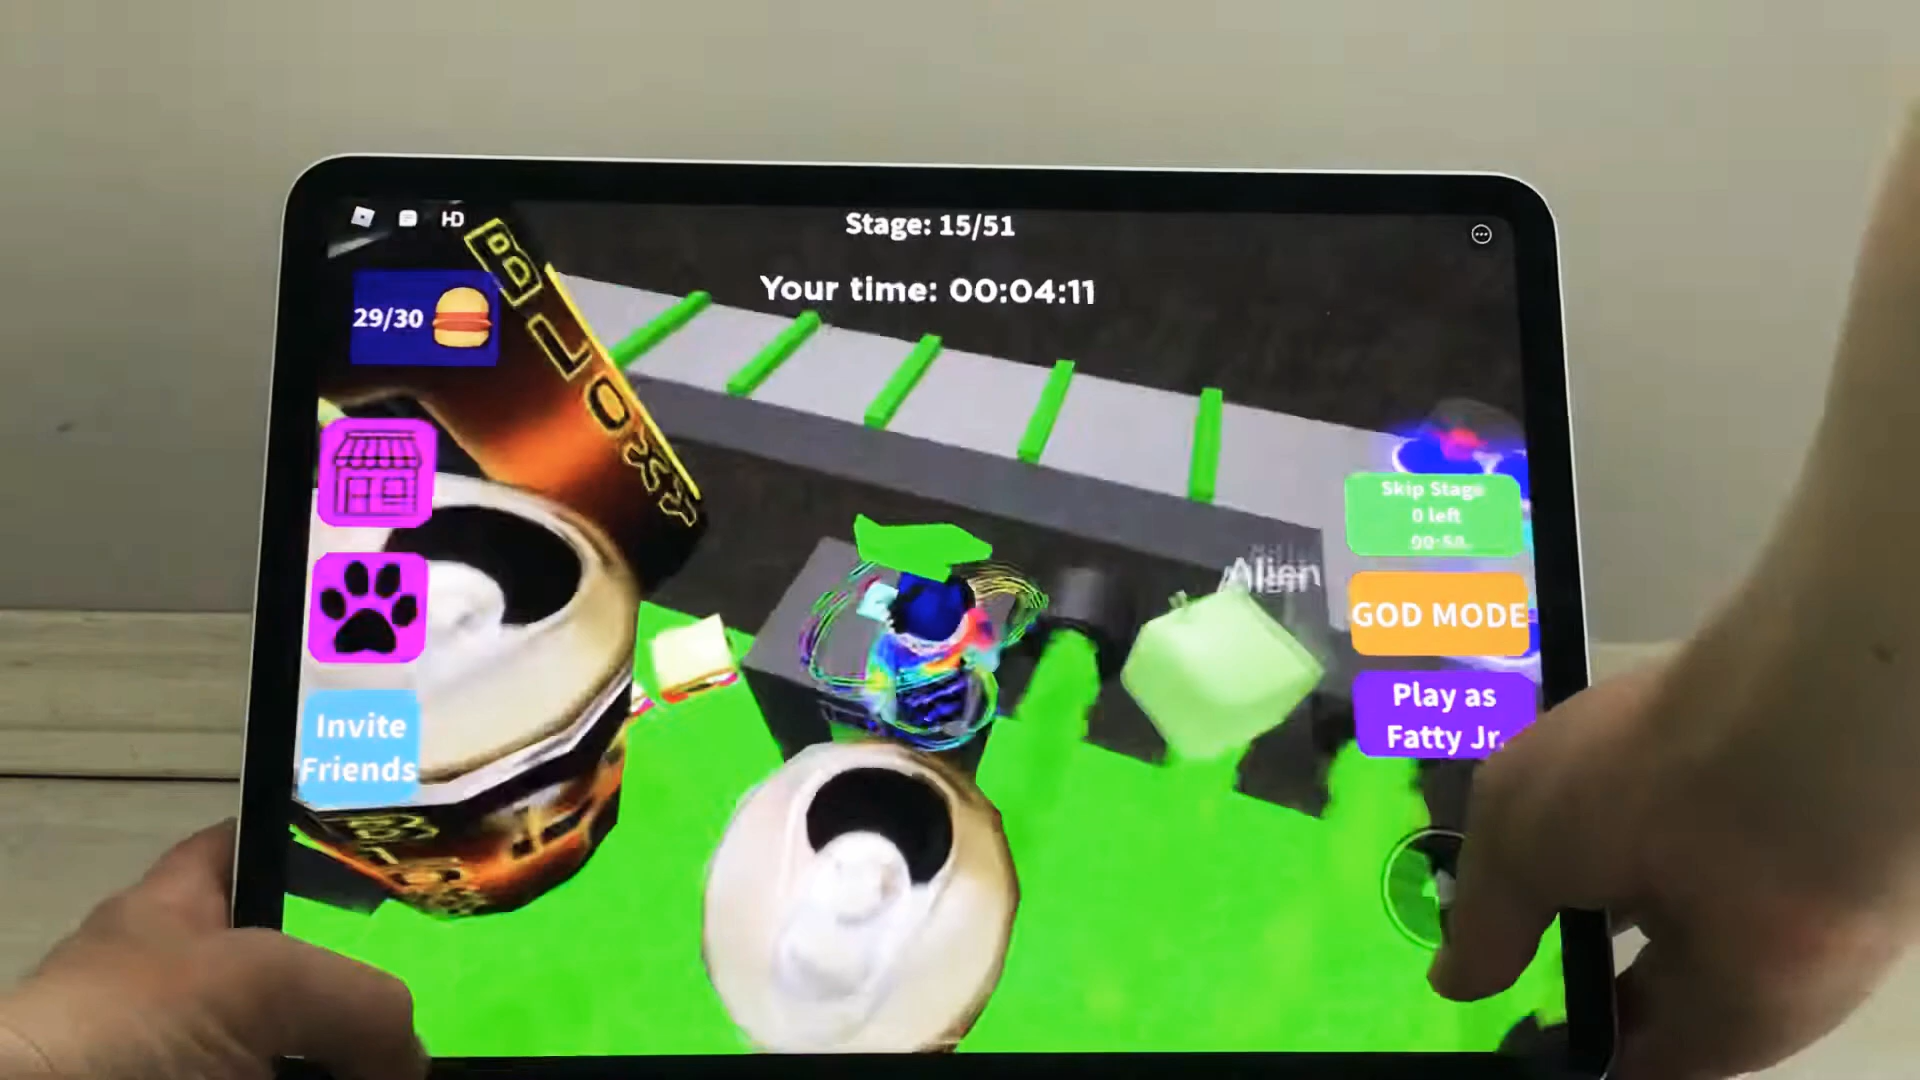 HD
Stage: 15/51
Your time: 00:04:11
29/30
BLOXY
Skip Stage
0 left
Alien
GOD MODE
Play as
Fatty Jr.
Invite
Friends